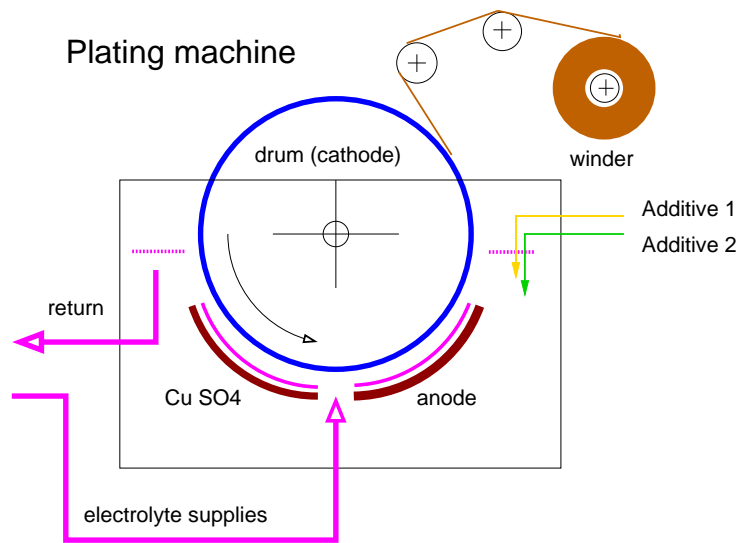 Plating machine
drum (cathode)
winder
Additive 1
Additive 2
return
Cu SO4
anode
electrolyte supplies